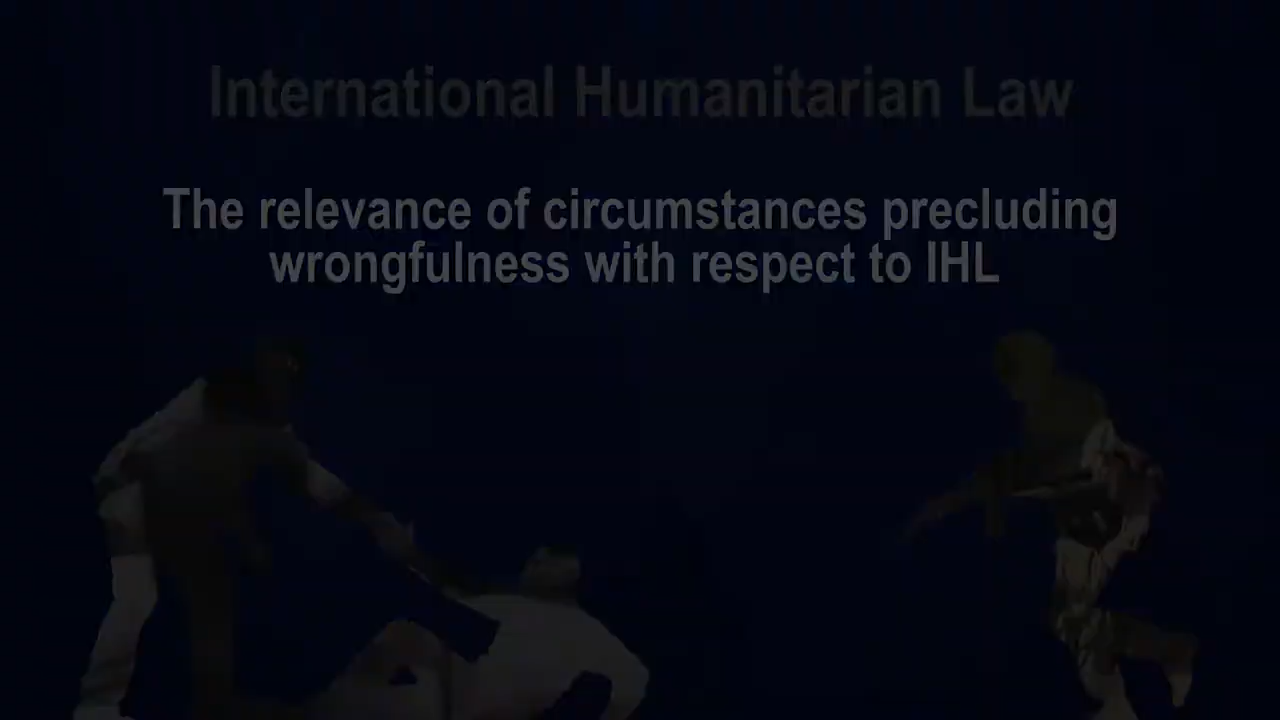 International Humanitarian Law
The relevance of circumstances precluding
wrongfulness with respect to IHL